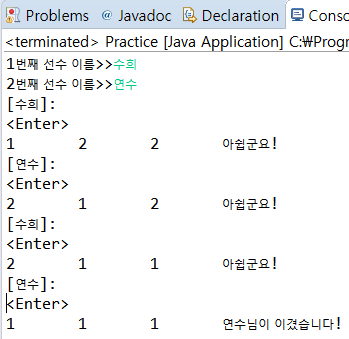 Problems @ Javadoc Declaration Conso
<terminated> Practice [Java Application] C:\Progr
1번째 선수 이름>>수희
2번째 선수 이름>>연수
[수희]:
<Enter>
1 2 2 아쉽군요!
[연수]:
<Enter>
2 1 2 아쉽군요!
[수희]:
<Enter>
2 1 1 아쉽군요!
[연수]:
<Enter>
1 1 1 연수님이 이겼습니다!